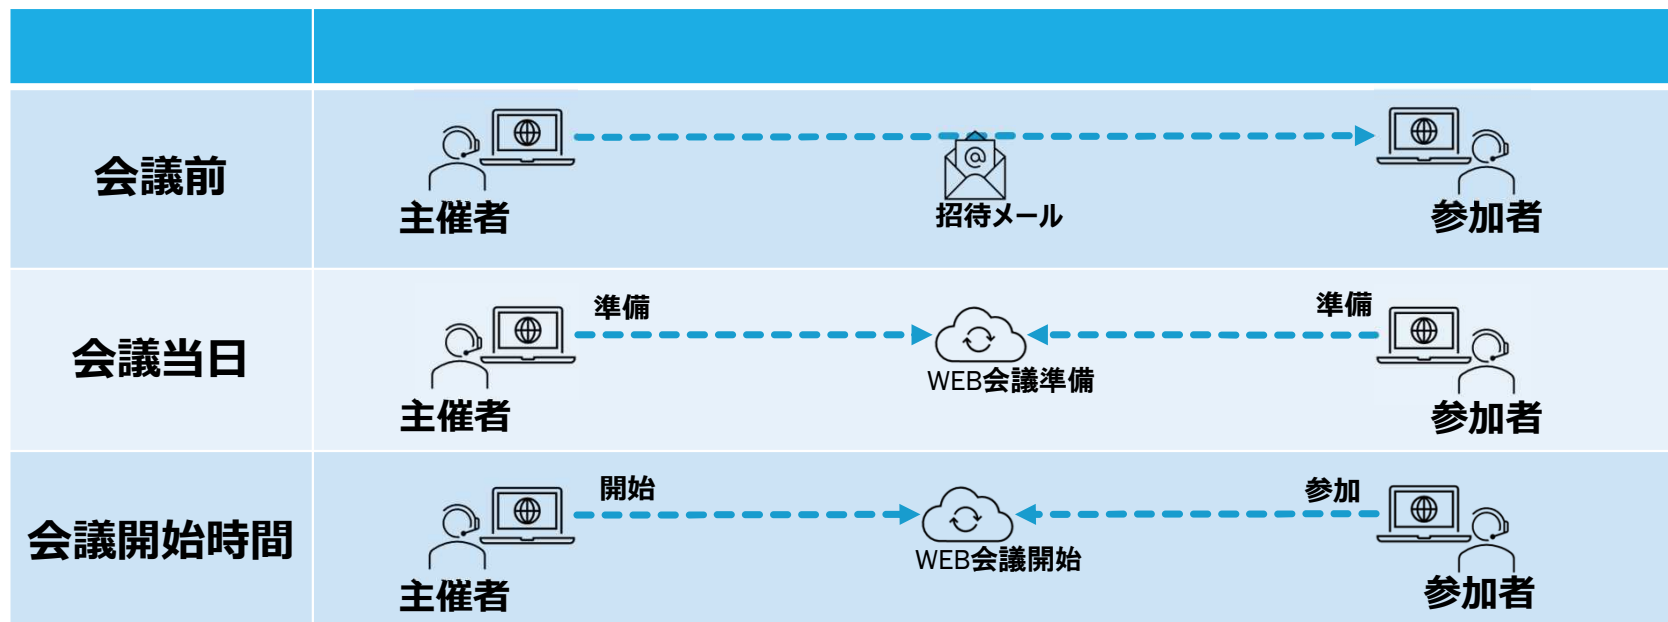 会議前
主催者
@
招待メール
参加者
会議当日
準備
準備
主催者
WEB会議準備
参加者
会議開始時間
開始
参加
主催者
WEB会議開始
参加者